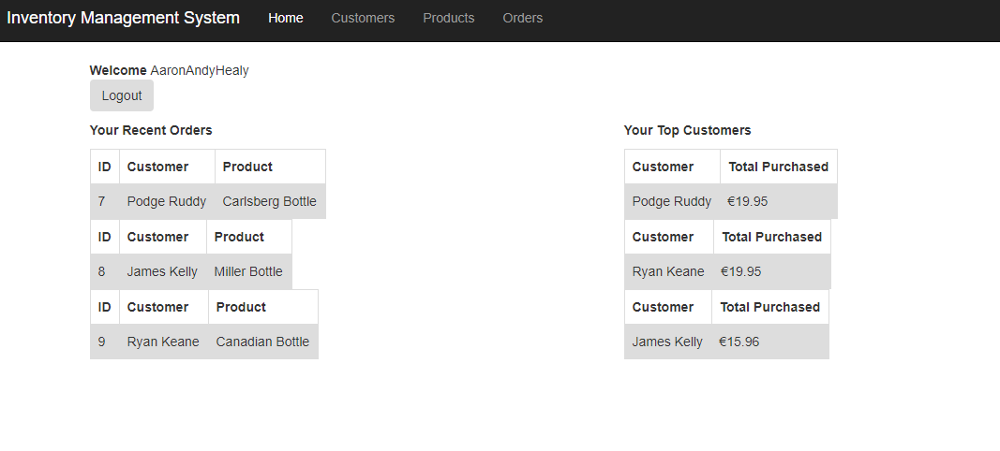 Inventory Management System Home Customers Products Orders
Welcome AaronAndyHealy
Logout
Your Recent Orders
ID Customer Product
7 Podge Ruddy Carlsberg Bottle
ID Customer Product
8 James Kelly Miller Bottle
ID Customer Product
9 Ryan Keane Canadian Bottle
Your Top Customers
Customer Total Purchased
Podge Ruddy €19.95
Customer Total Purchased
Ryan Keane €19.95
Customer Total Purchased
James Kelly €15.96